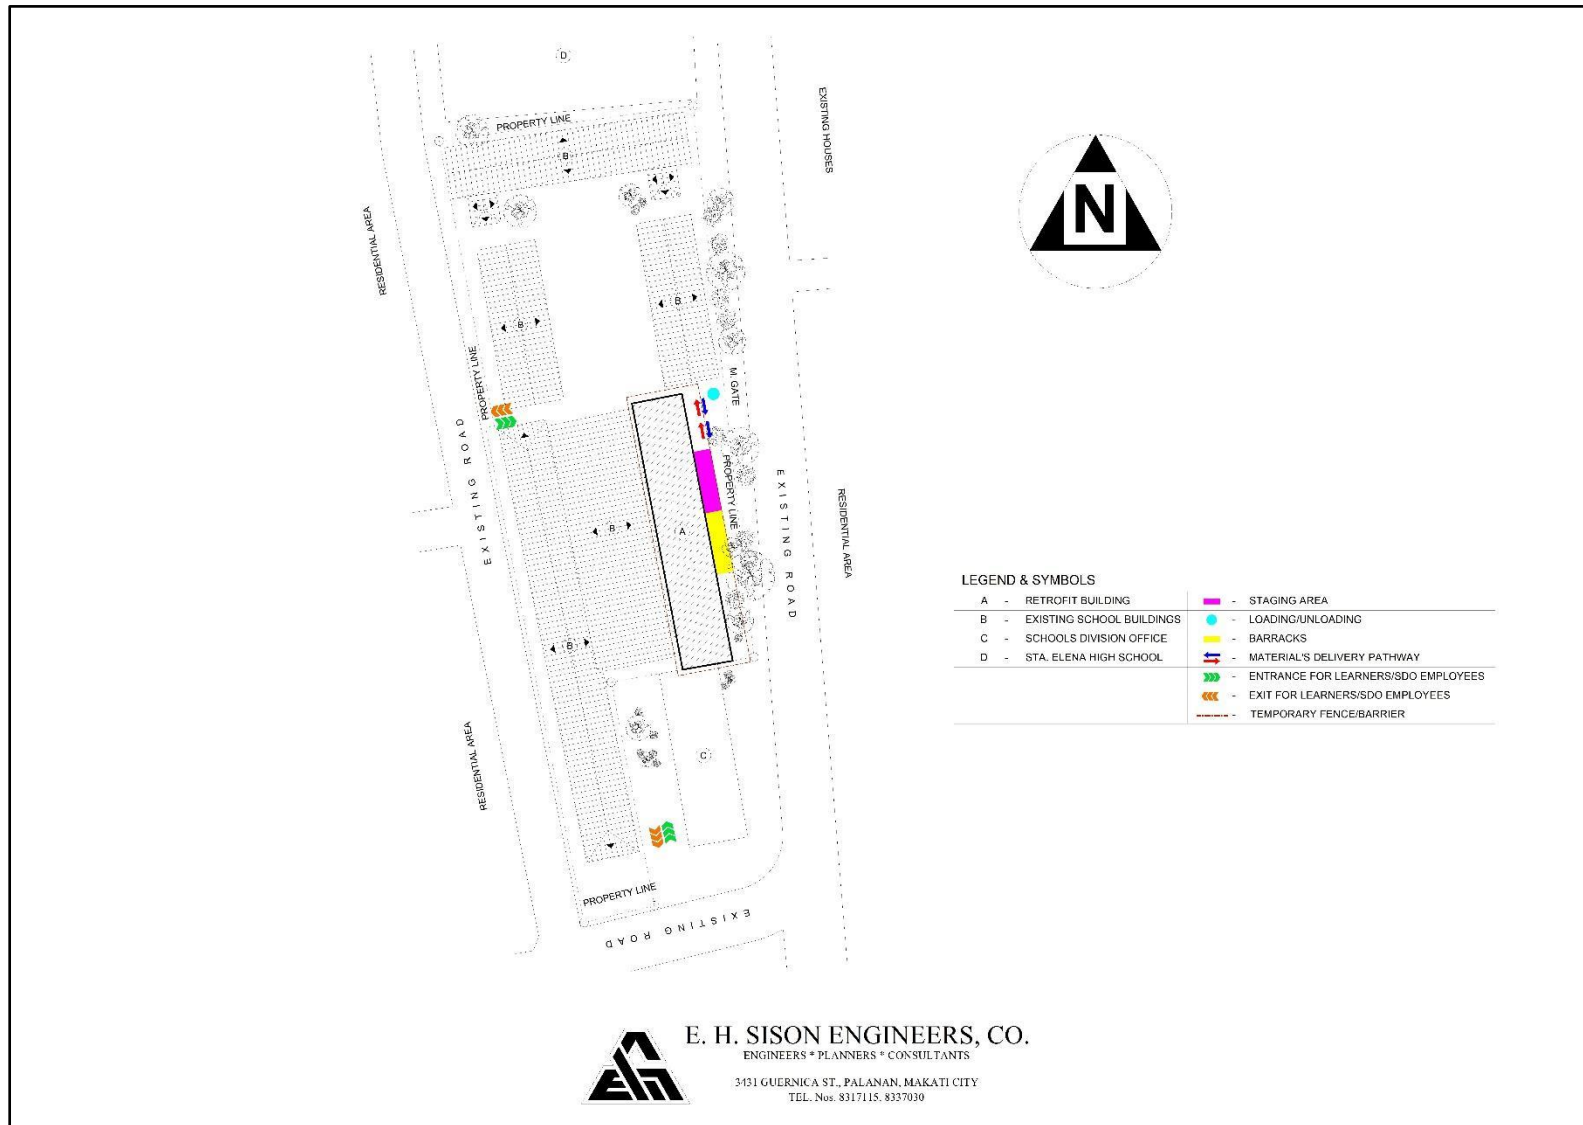 D
PROPERTY LINE
B
EXISTING HOUSES
N
RESIDENTIAL AREA
B
B
PROPERTY LINE
M. GATE
EXISTING ROAD
PROPERTY LINE
EXISTING ROAD
RESIDENTIAL AREA
B
A
B
RESIDENTIAL AREA
C
PROPERTY LINE
EXISTING ROAD
LEGEND & SYMBOLS
A - RETROFIT BUILDING
B - EXISTING SCHOOL BUILDINGS
C - SCHOOLS DIVISION OFFICE
D - STA. ELENA HIGH SCHOOL
- STAGING AREA
- LOADING/UNLOADING
- BARRACKS
- MATERIAL'S DELIVERY PATHWAY
- ENTRANCE FOR LEARNERS/SDO EMPLOYEES
- EXIT FOR LEARNERS/SDO EMPLOYEES
- TEMPORARY FENCE/BARRIER
E. H. SISON ENGINEERS, CO.
ENGINEERS * PLANNERS * CONSULTANTS
3431 GUERNICA ST., PALANAN, MAKATI CITY
TEL. Nos. 8317115. 8337030